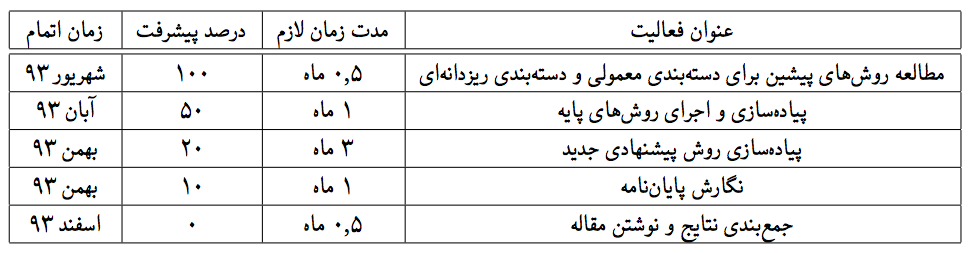 عنوان فعالیت مدت زمان لازم درصد پیشرفت زمان اتمام
مطالعه روش‌های پیشین برای دسته‌بندی معمولی و دسته‌بندی ریزدانه‌ای ۰٫۵ ماه ۱۰۰ شهریور ۹۳
پیاده‌سازی و اجرای روش‌های پایه ۱ ماه ۵۰ آبان ۹۳
پیاده‌سازی روش پیشنهادی جدید ۳ ماه ۲۰ بهمن ۹۳
نگارش پایان‌نامه ۱ ماه ۱۰ بهمن ۹۳
جمع‌بندی نتایج و نوشتن مقاله ۰٫۵ ماه ۰ اسفند ۹۳